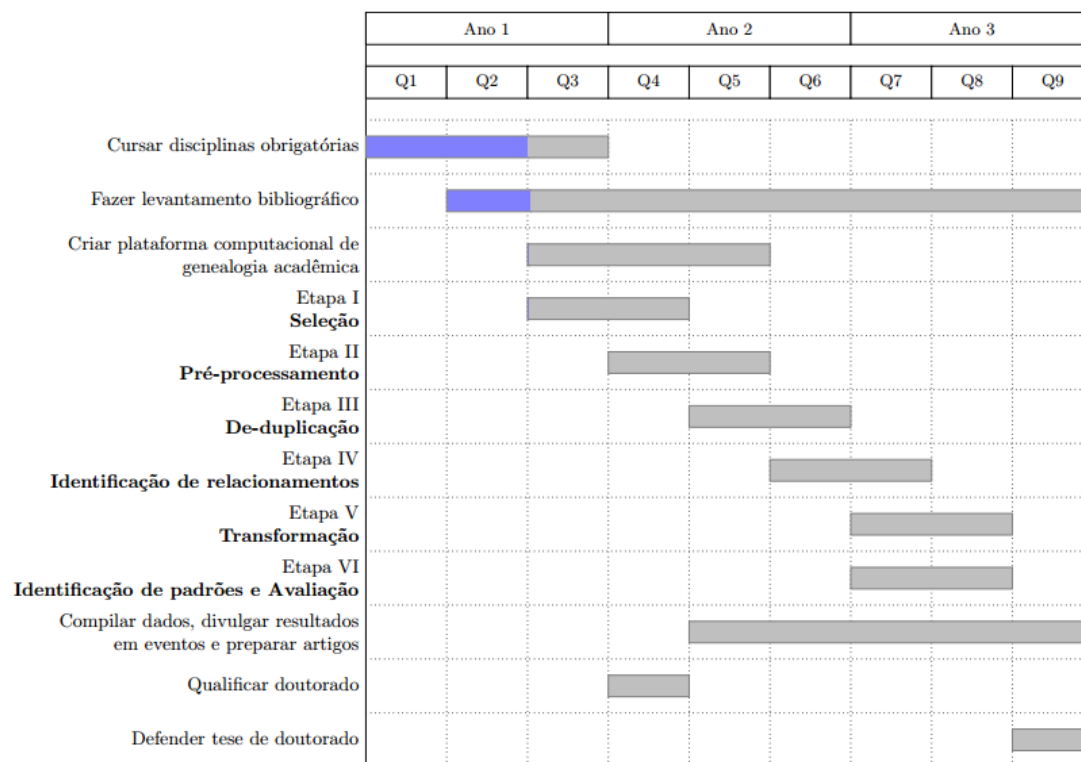 Ano 1 Ano 2 Ano 3
Q1 Q2 Q3 Q4 Q5 Q6 Q7 Q8 Q9
Cursar disciplinas obrigatórias
Fazer levantamento bibliográfico
Criar plataforma computacional de
genealogia acadêmica
Etapa I
Seleção
Etapa II
Pré-processamento
Etapa III
De-duplicação
Etapa IV
Identificação de relacionamentos
Etapa V
Transformação
Etapa VI
Identificação de padrões e Avaliação
Compilar dados, divulgar resultados
em eventos e preparar artigos
Qualificar doutorado
Defender tese de doutorado